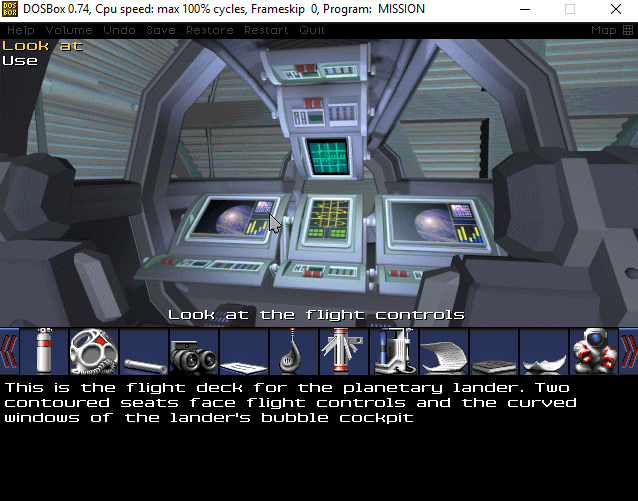 DOSBox 0.74, Cpu speed: max 100% cycles, Frameskip 0, Program: MISSION
Help Volume Undo Save Restore Restart Quit Map
Look at
Use
Look at the flight controls
This is the flight deck for the planetary lander. Two
contoured seats face flight controls and the curved
windows of the lander's bubble cockpit